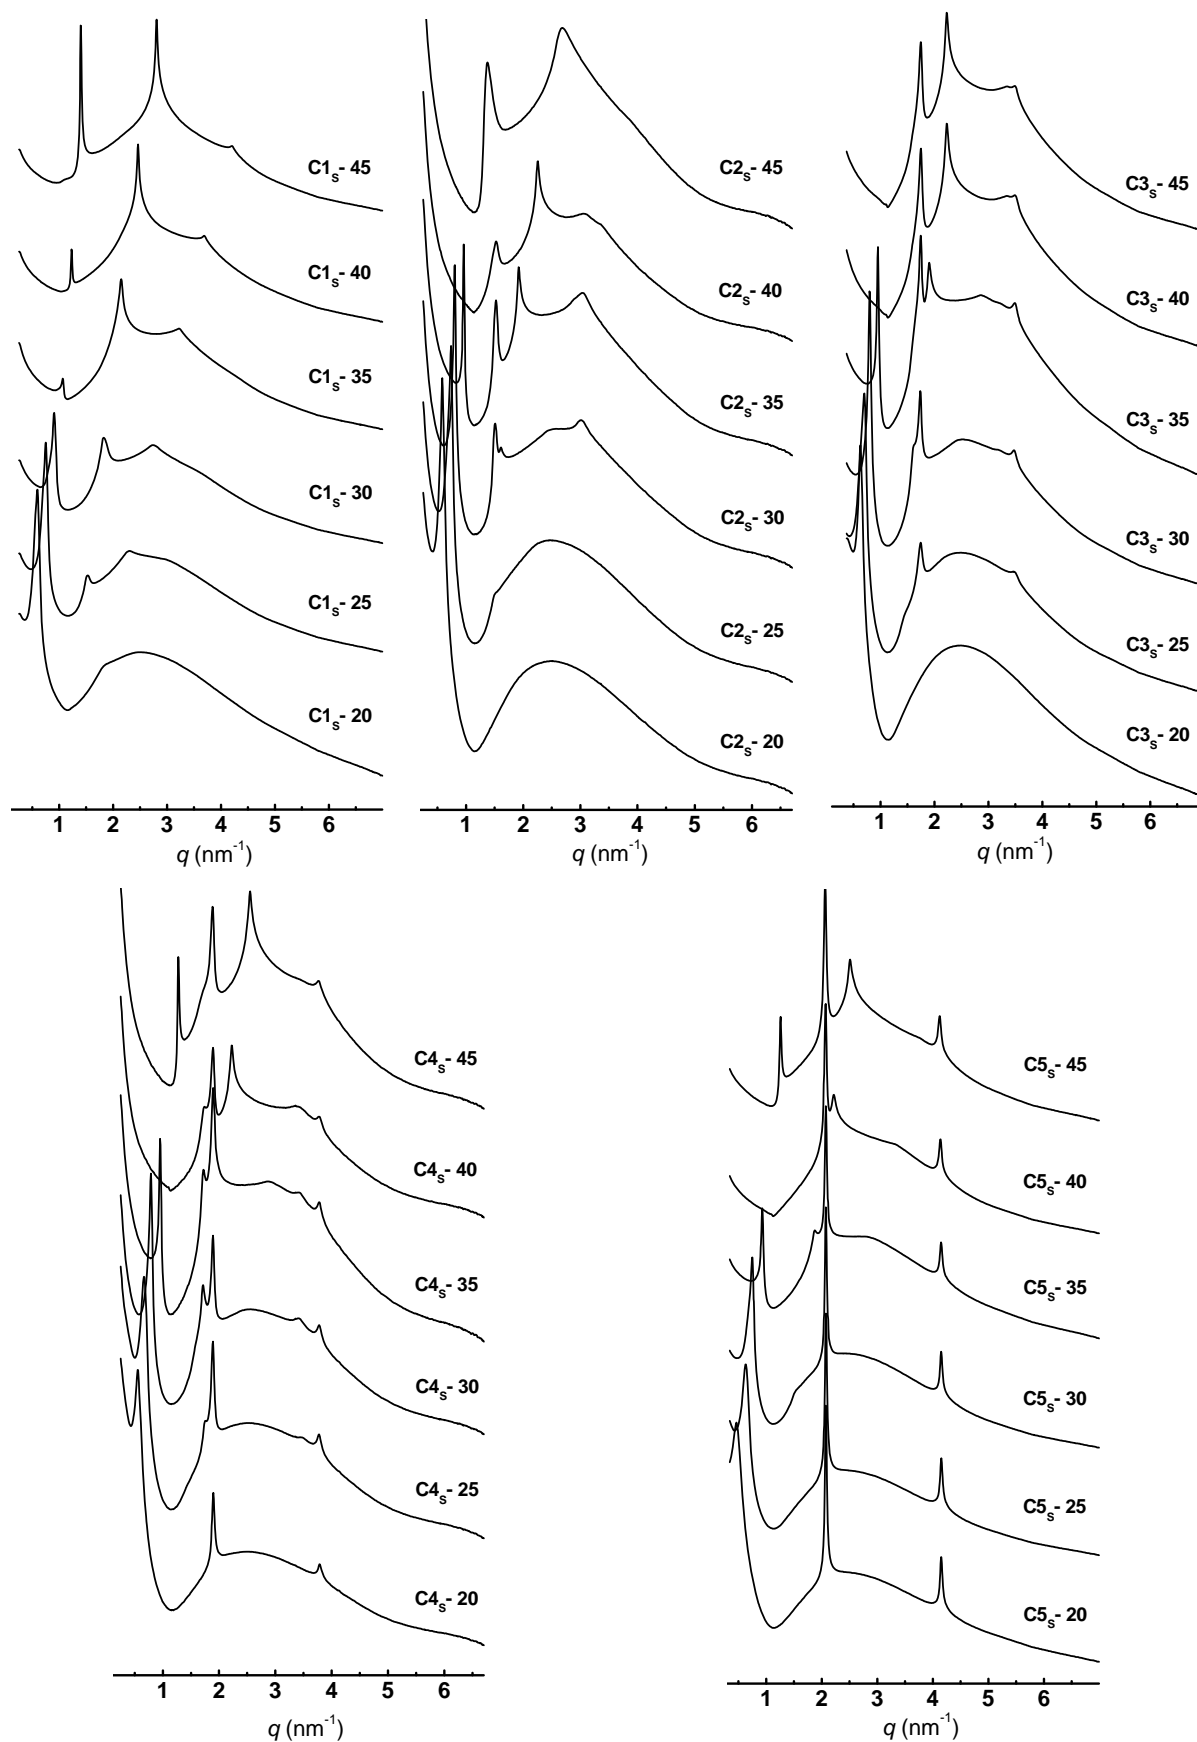 C1s- 45
C1s- 40
C1s- 35
C1s- 30
C1s- 25
C1s- 20
1 2 3 4 5 6
q (nm-1)
C2s- 45
C2s- 40
C2s- 35
C2s- 30
C2s- 25
C2s- 20
1 2 3 4 5 6
q (nm-1)
C3s- 45
C3s- 40
C3s- 35
C3s- 30
C3s- 25
C3s- 20
1 2 3 4 5 6
q (nm-1)
C4s- 45
C4s- 40
C4s- 35
C4s- 30
C4s- 25
C4s- 20
1 2 3 4 5 6
q (nm-1)
C5s- 45
C5s- 40
C5s- 35
C5s- 30
C5s- 25
C5s- 20
1 2 3 4 5 6
q (nm-1)